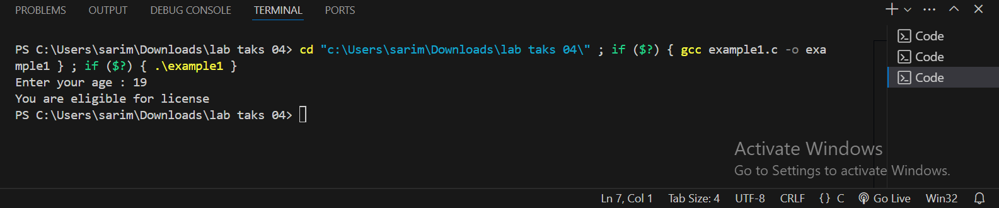 PROBLEMS OUTPUT DEBUG CONSOLE TERMINAL PORTS
PS C:\Users\sarim\Downloads\lab taks 04> cd "c:\Users\sarim\Downloads\lab taks 04\" ; if ($?) { gcc example1.c -o exa
mple1 } ; if ($?) { .\example1 }
Enter your age : 19
You are eligible for license
PS C:\Users\sarim\Downloads\lab taks 04>
Code
Code
Code
Activate Windows
Go to Settings to activate Windows.
Ln 7, Col 1 Tab Size: 4 UTF-8 CRLF {} C Go Live Win32